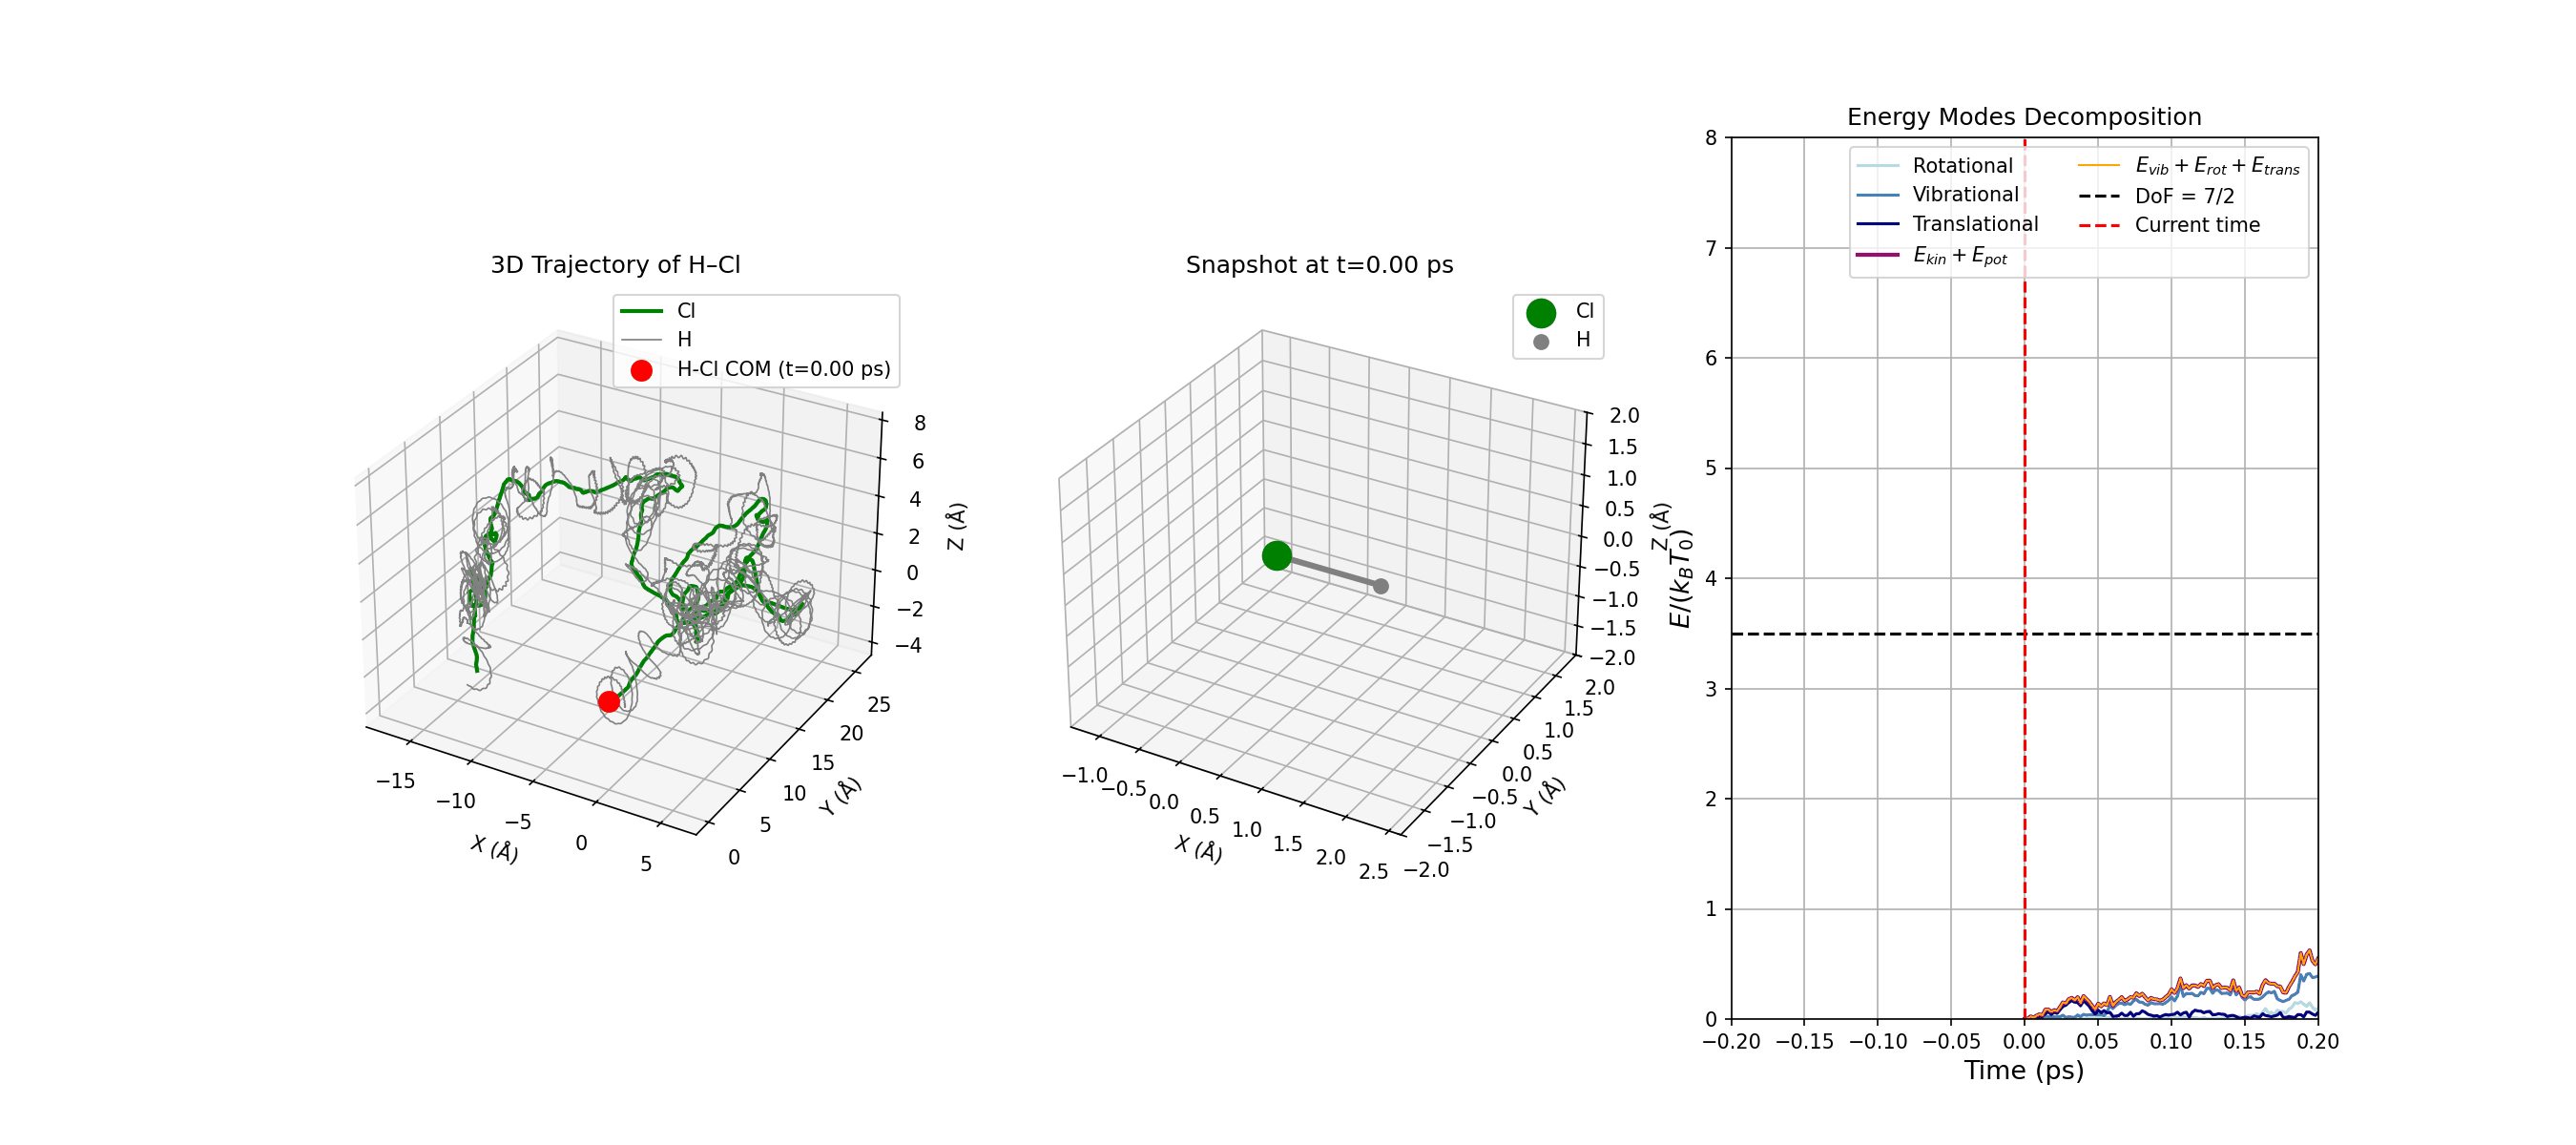 3D Trajectory of H–Cl
Cl
H
H-Cl COM (t=0.00 ps)
8
6
4
2
0
−2
−4
Z (Å)
25
20
15
10
5
0
Y (Å)
−15
−10
−5
0
5
X (Å)
Snapshot at t=0.00 ps
Cl
H
2.0
1.5
1.0
0.5
0.0
−0.5
−1.0
−1.5
−2.0
Z (Å)
2.0
1.5
1.0
0.5
0.0
−0.5
−1.0
−1.5
−2.0
Y (Å)
−1.0
−0.5
0.0
0.5
1.0
1.5
2.0
2.5
X (Å)
Energy Modes Decomposition
Rotational
Vibrational
Translational
E_kin + E_pot
E_vib + E_rot + E_trans
DoF = 7/2
Current time
8
7
6
5
4
3
2
1
0
E/(k_BT_0)
−0.20 −0.15 −0.10 −0.05 0.00 0.05 0.10 0.15 0.20
Time (ps)